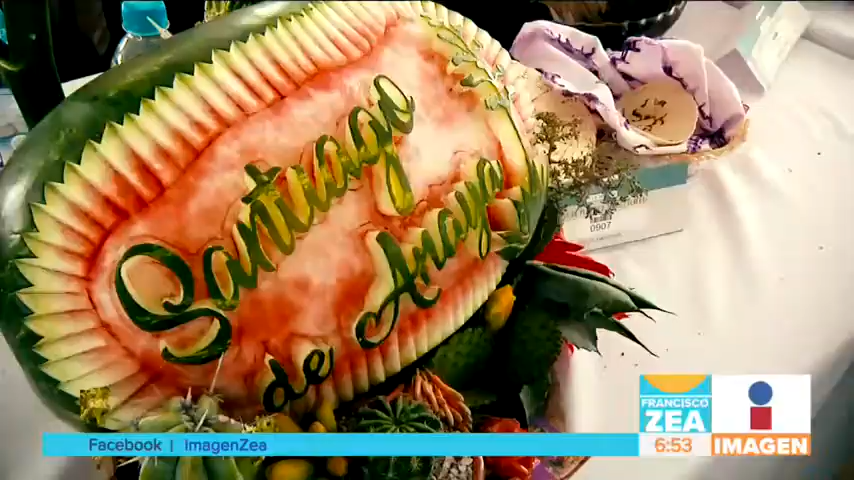 Santiago
de Anaya
0907
FRANCISCO
ZEA
6:53
IMAGEN
Facebook | ImagenZea